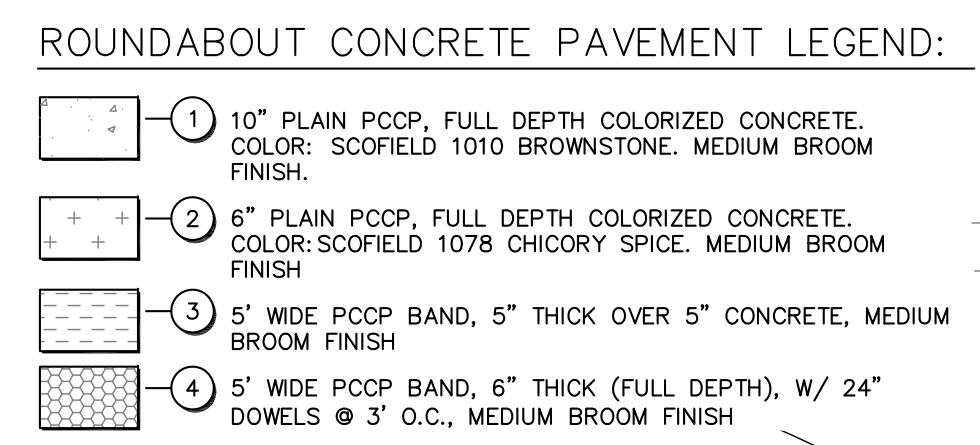 ROUNDABOUT CONCRETE PAVEMENT LEGEND:
1 10" PLAIN PCCP, FULL DEPTH COLORIZED CONCRETE.
COLOR: SCOFIELD 1010 BROWNSTONE. MEDIUM BROOM
FINISH.
2 6" PLAIN PCCP, FULL DEPTH COLORIZED CONCRETE.
COLOR: SCOFIELD 1078 CHICORY SPICE. MEDIUM BROOM
FINISH
3 5' WIDE PCCP BAND, 5" THICK OVER 5" CONCRETE, MEDIUM
BROOM FINISH
4 5' WIDE PCCP BAND, 6" THICK (FULL DEPTH), W/ 24"
DOWELS @ 3' O.C., MEDIUM BROOM FINISH